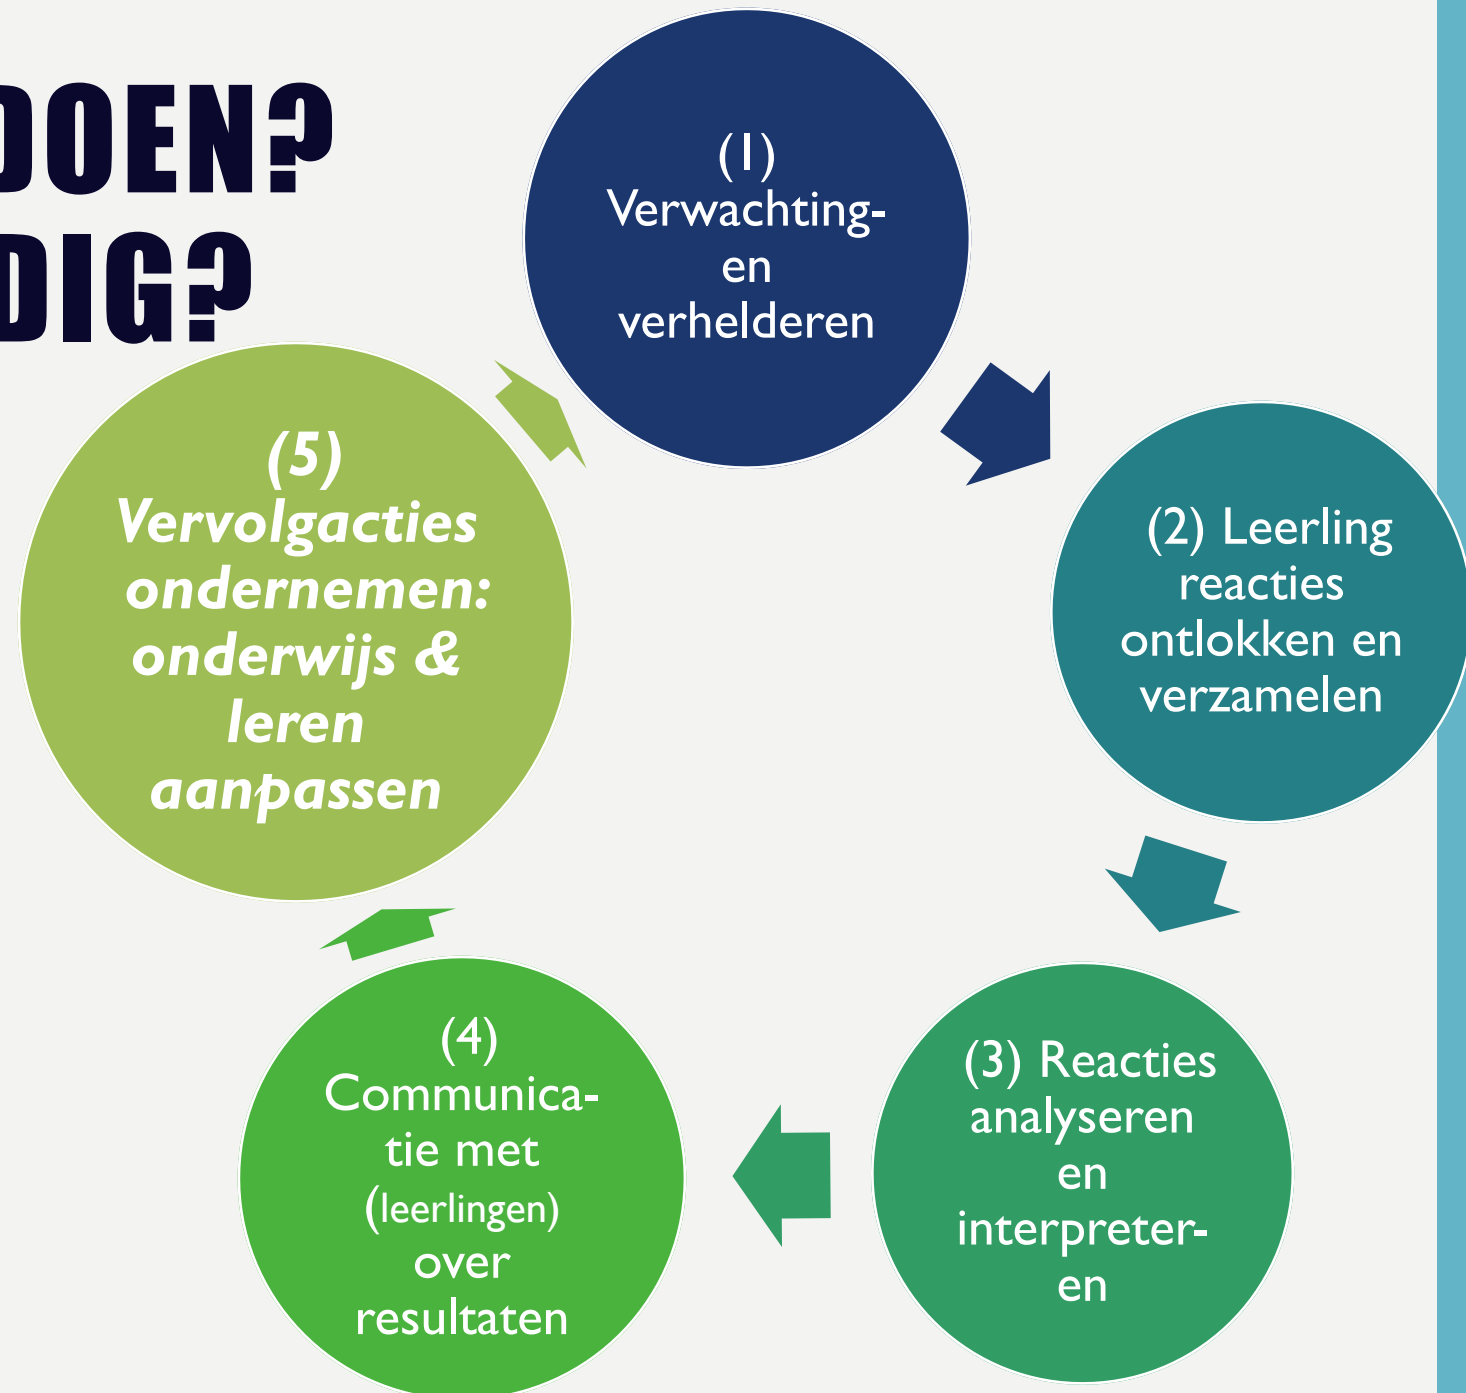 DOEN?
DIG?
(1)
Verwachting-
en
verhelderen
(2) Leerling
reacties
ontlokken en
verzamelen
(3) Reacties
analyseren
en
interpreter-
en
(4)
Communica-
tie met
(leerlingen)
over
resultaten
(5)
Vervolgacties
ondernemen:
onderwijs &
leren
aanpassen